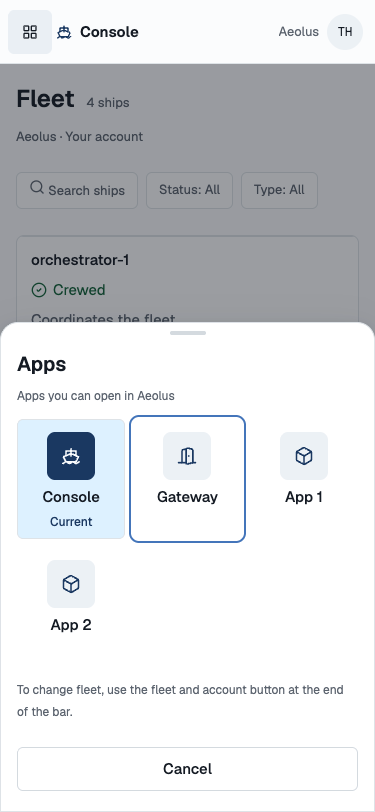 Console
Aeolus
TH
Fleet
4 ships
Aeolus · Your account
Search ships
Status: All
Type: All
orchestrator-1
Crewed
Coordinates the fleet
Apps
Apps you can open in Aeolus
Console
Current
Gateway
App 1
App 2
To change fleet, use the fleet and account button at the end
of the bar.
Cancel